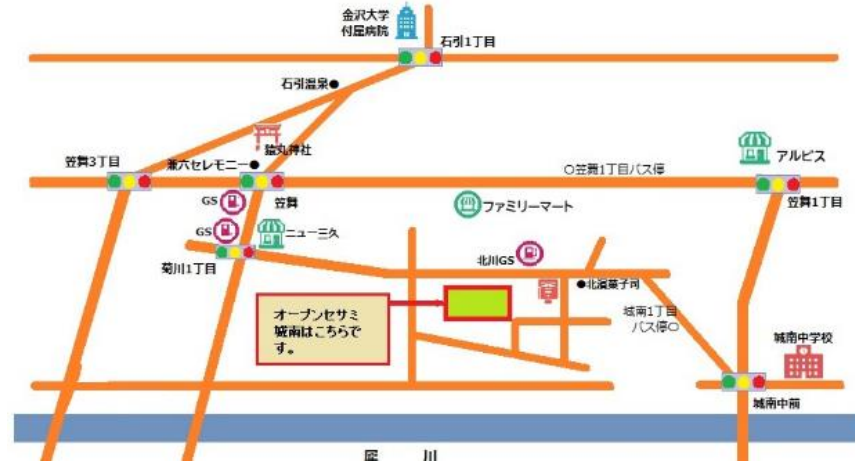 金沢大学
付属病院
石引1丁目
石引温泉●
猿丸神社
笠舞3丁目
兼六セレモニー●
○笠舞1丁目バス停
アルビス
GS
笠舞
笠舞1丁目
ファミリーマート
GS
ニュー三久
菊川1丁目
北川GS
●北濱菓子司
オープンセサミ
城南はこちらで
す。
城南1丁目
バス停○
城南中学校
城南中前
犀川